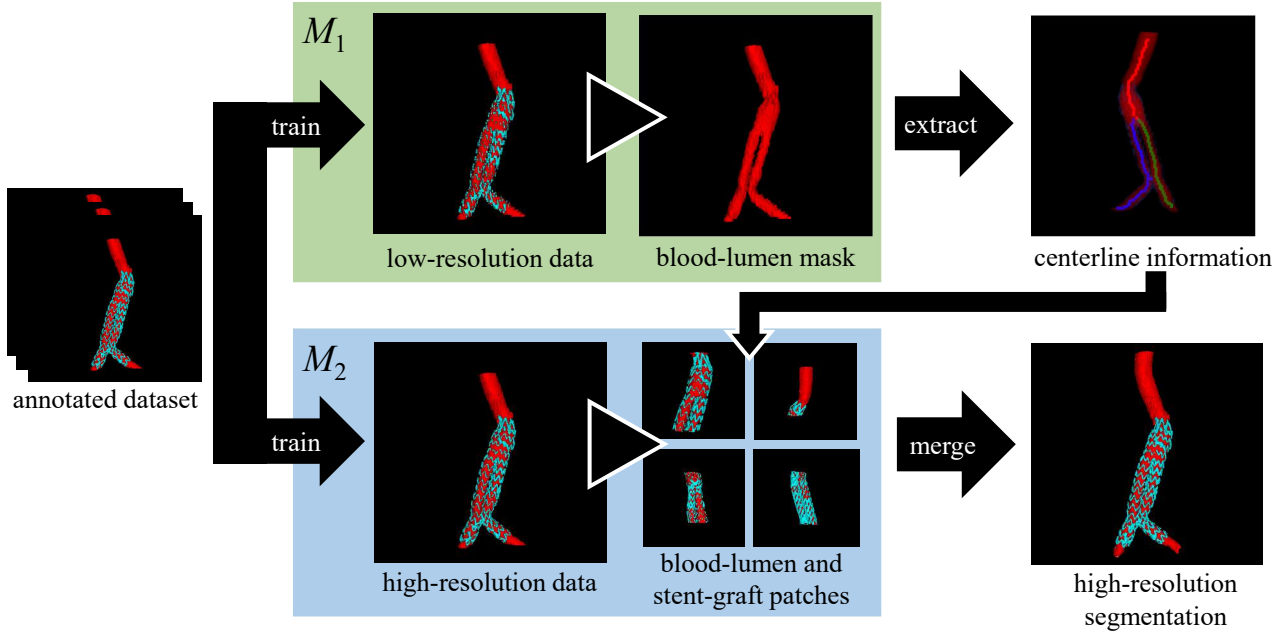 M1
train
extract
low-resolution data
blood-lumen mask
centerline information
annotated dataset
M2
train
merge
high-resolution data
blood-lumen and
stent-graft patches
high-resolution
segmentation